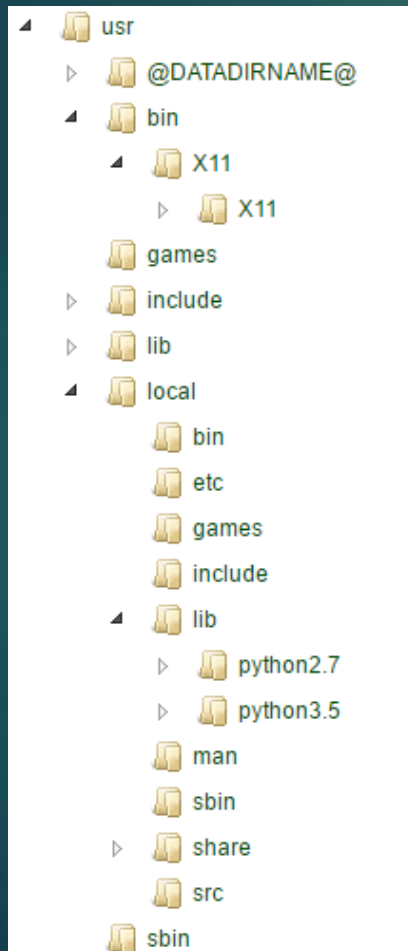 usr
@DATADIRNAME@
bin
X11
X11
games
include
lib
local
bin
etc
games
include
lib
python2.7
python3.5
man
sbin
share
src
sbin